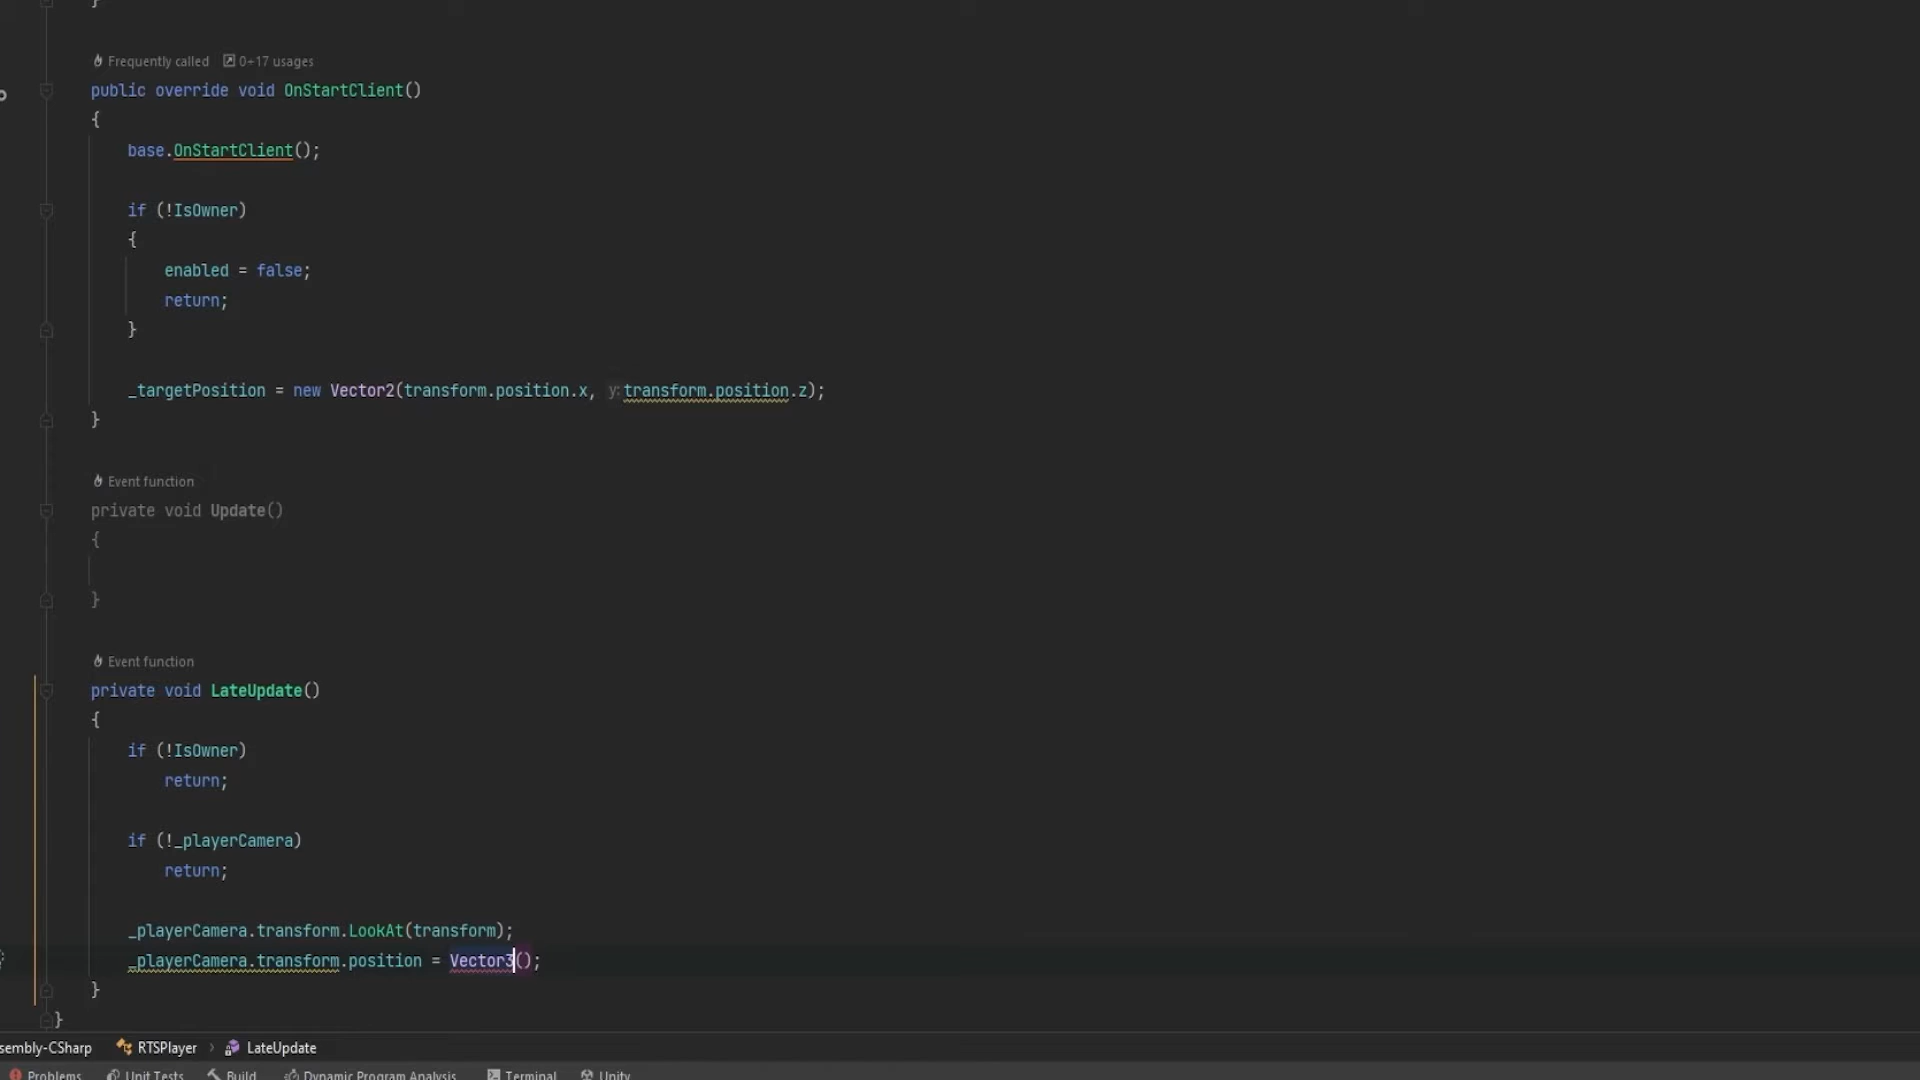 }
Frequently called 0+17 usages
public override void OnStartClient()
{
base.OnStartClient();
if (!IsOwner)
{
enabled = false;
return;
}
_targetPosition = new Vector2(transform.position.x, y: transform.position.z);
}
Event function
private void Update()
{
}
Event function
private void LateUpdate()
{
if (!IsOwner)
return;
if (!_playerCamera)
return;
_playerCamera.transform.LookAt(transform);
_playerCamera.transform.position = Vector3();
}
}
sembly-CSharp RTSPlayer › LateUpdate
Problems Unit Tests Build Dynamic Program Analysis Terminal Unity